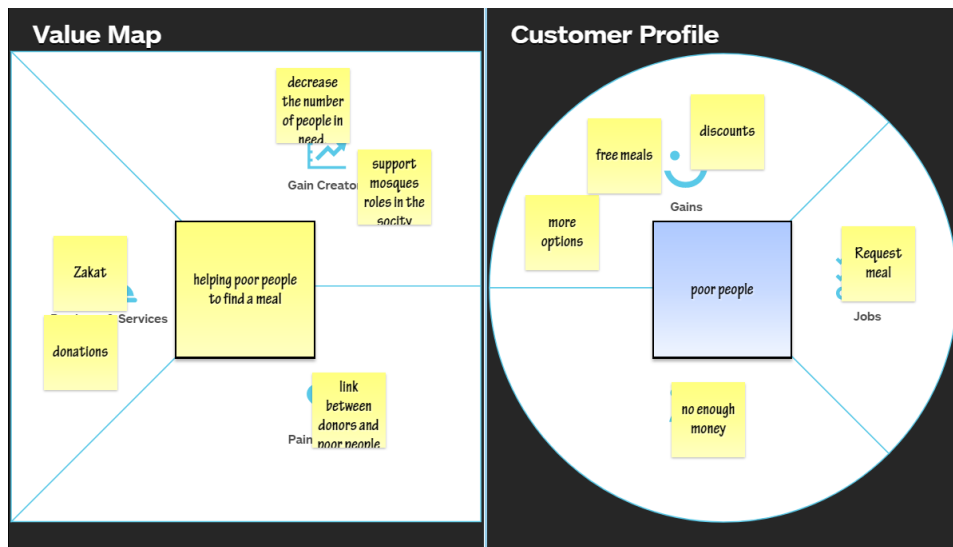 Value Map
decrease
the number
of people in
need
Gain Creato
support
mosques
roles in the
socity
Zakat
Services
donations
helping poor people
to find a meal
link
between
donors and
poor people
Pain
Customer Profile
discounts
free meals
more
options
Gains
poor people
Request
meal
Jobs
no enough
money